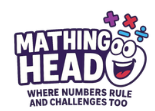 MATHING
HEAD
WHERE NUMBERS RULE
AND CHALLENGES TOO